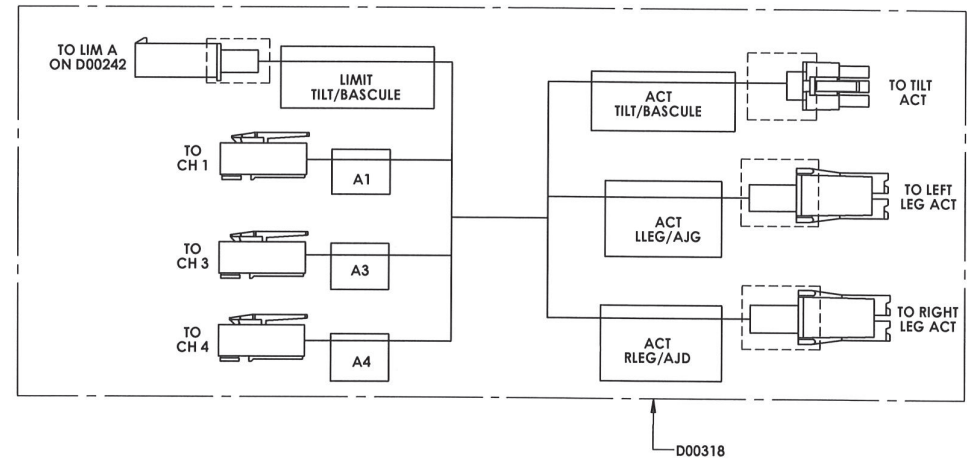 TO LIM A
ON D00242
LIMIT
TILT/BASCULE
TO
CH 1
A1
TO
CH 3
A3
TO
CH 4
A4
ACT
TILT/BASCULE
TO TILT
ACT
ACT
LLEG/AJG
TO LEFT
LEG ACT
ACT
RLEG/AJD
TO RIGHT
LEG ACT
D00318